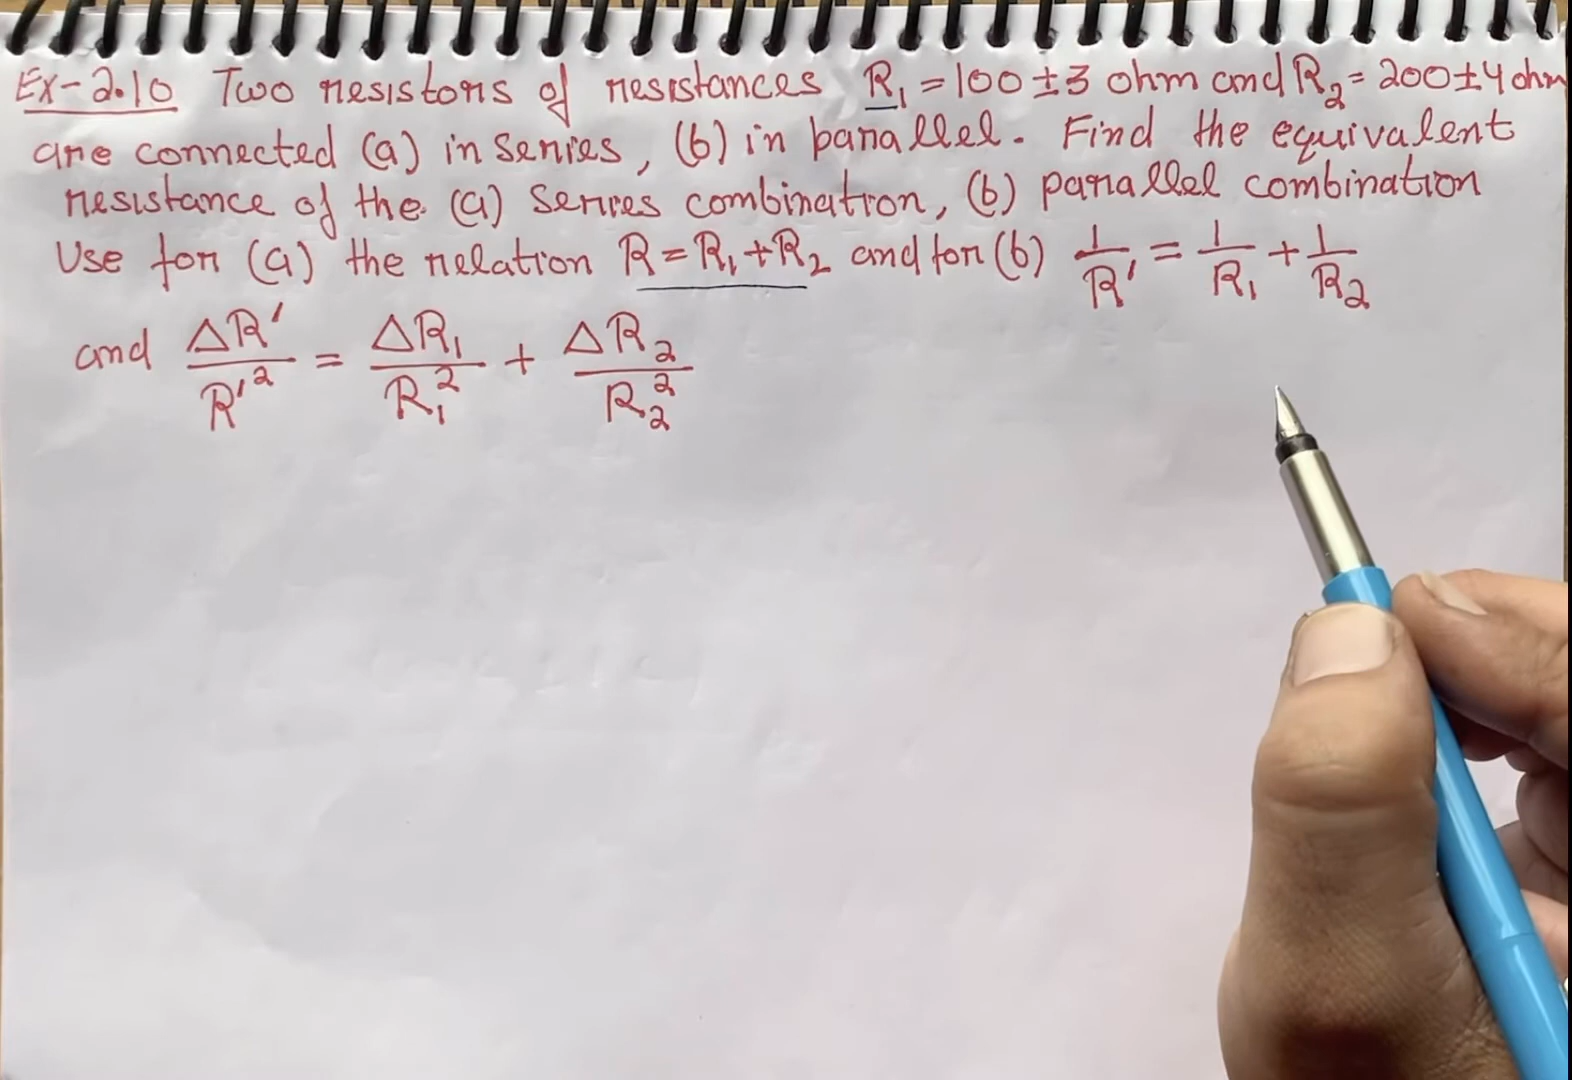 Ex-2.10 Two resistors of resistances R₁ = 100 ± 3 ohm and R₂ = 200 ± 4 ohm
are connected (a) in series, (b) in parallel. Find the equivalent
resistance of the (a) series combination, (b) parallel combination
Use for (a) the relation R = R₁ + R₂ and for (b) 1/R' = 1/R₁ + 1/R₂
and ΔR'/R'² = ΔR₁/R₁² + ΔR₂/R₂²